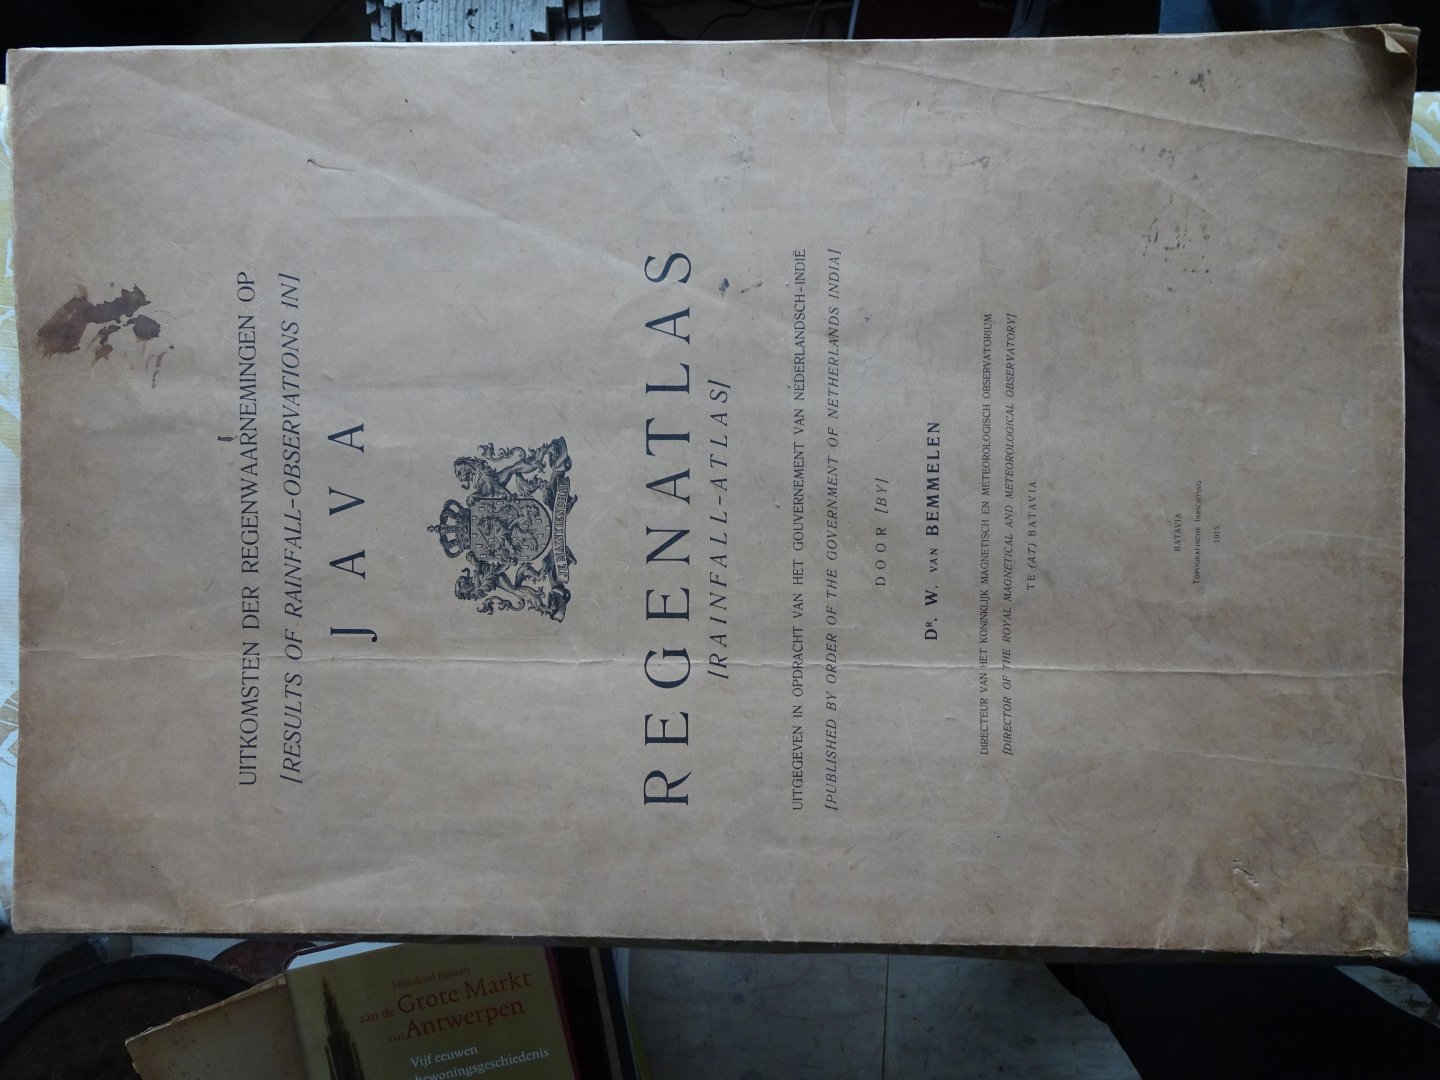 UITKOMSTEN DER REGENWAARNEMINGEN OP
[RESULTS OF RAINFALL-OBSERVATIONS IN]
JAVA
JE MAINTIENDRAI
REGENATLAS
[RAINFALL-ATLAS]
UITGEGEVEN IN OPDRACHT VAN HET GOUVERNEMENT VAN NEDERLANDSCH-INDIË
[PUBLISHED BY ORDER OF THE GOVERNMENT OF NETHERLANDS INDIA]
DOOR [BY]
DR. W. VAN BEMMELEN
DIRECTEUR VAN HET KONINKLIJK MAGNETISCH EN METEOROLOGISCH OBSERVATORIUM
[DIRECTOR OF THE ROYAL MAGNETICAL AND METEOROLOGICAL OBSERVATORY]
TE (AT) BATAVIA.
BATAVIA
TOPOGRAFISCHE INRICHTING
1915
Honderd huizen
aan de Grote Markt
van Antwerpen
Vijf eeuwen
bewoningsgeschiedenis